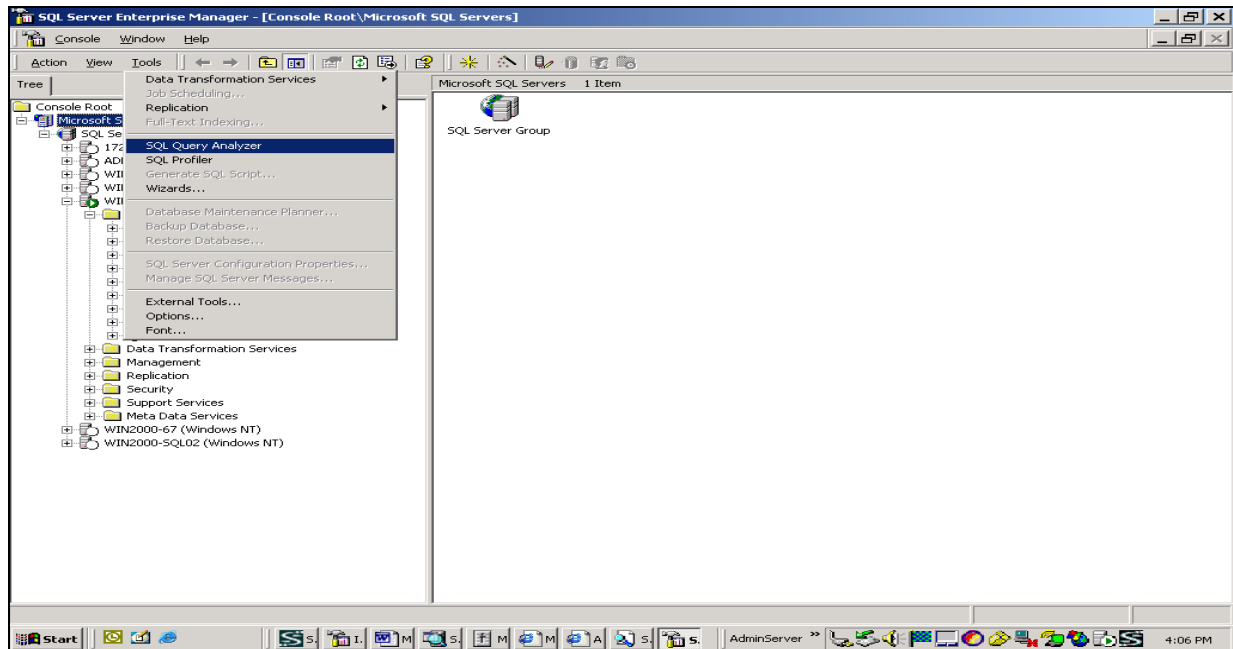 SQL Server Enterprise Manager - [Console Root\Microsoft SQL Servers]
Console Window Help
Action View Tools
Tree
Data Transformation Services
Job Scheduling...
Replication
Full-Text Indexing...
SQL Query Analyzer
SQL Profiler
Generate SQL Script...
Wizards...
Database Maintenance Planner...
Backup Database...
Restore Database...
SQL Server Configuration Properties...
Manage SQL Server Messages...
External Tools...
Options...
Font...
Console Root
Microsoft S
SQL Se
172
ADI
WII
WII
WII
Data Transformation Services
Management
Replication
Security
Support Services
Meta Data Services
WIN2000-67 (Windows NT)
WIN2000-SQL02 (Windows NT)
Microsoft SQL Servers 1 Item
SQL Server Group
Start
S. I. M S. M M A S. S. AdminServer » 4:06 PM